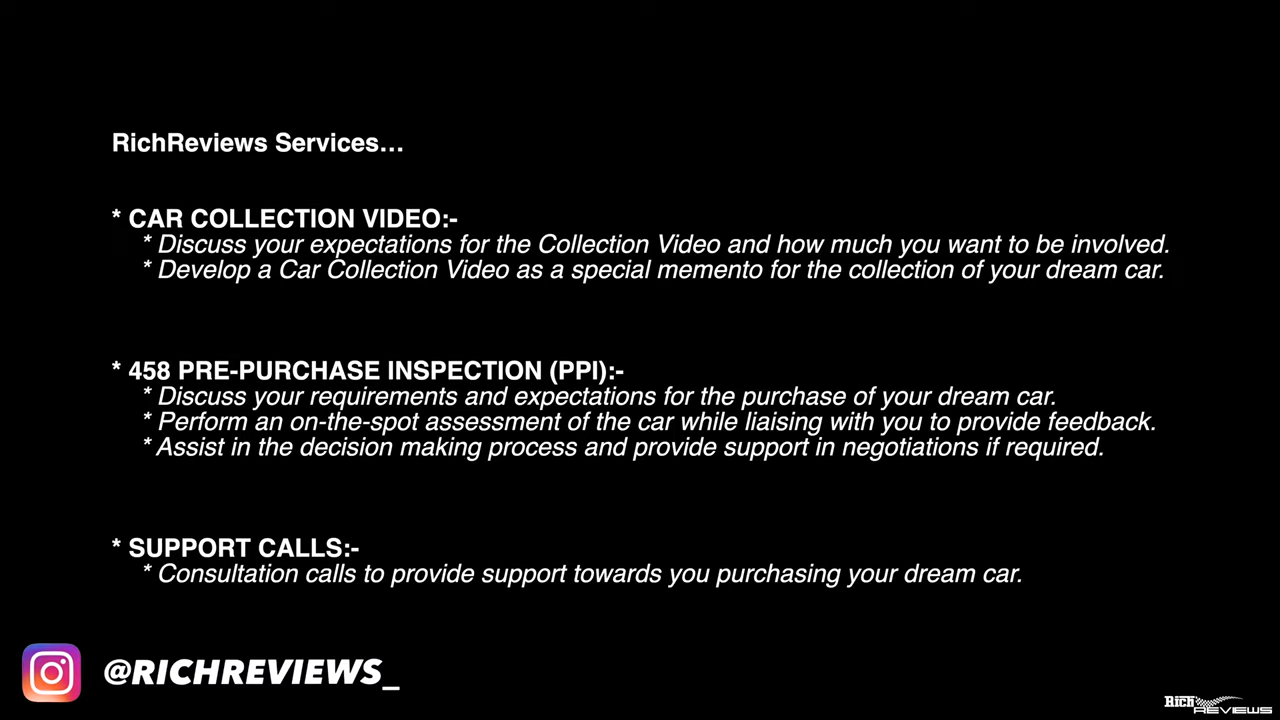 RichReviews Services…
* CAR COLLECTION VIDEO:-
* Discuss your expectations for the Collection Video and how much you want to be involved.
* Develop a Car Collection Video as a special memento for the collection of your dream car.
* 458 PRE-PURCHASE INSPECTION (PPI):-
* Discuss your requirements and expectations for the purchase of your dream car.
* Perform an on-the-spot assessment of the car while liaising with you to provide feedback.
* Assist in the decision making process and provide support in negotiations if required.
* SUPPORT CALLS:-
* Consultation calls to provide support towards you purchasing your dream car.
@RICHREVIEWS_
Rich
REVIEWS